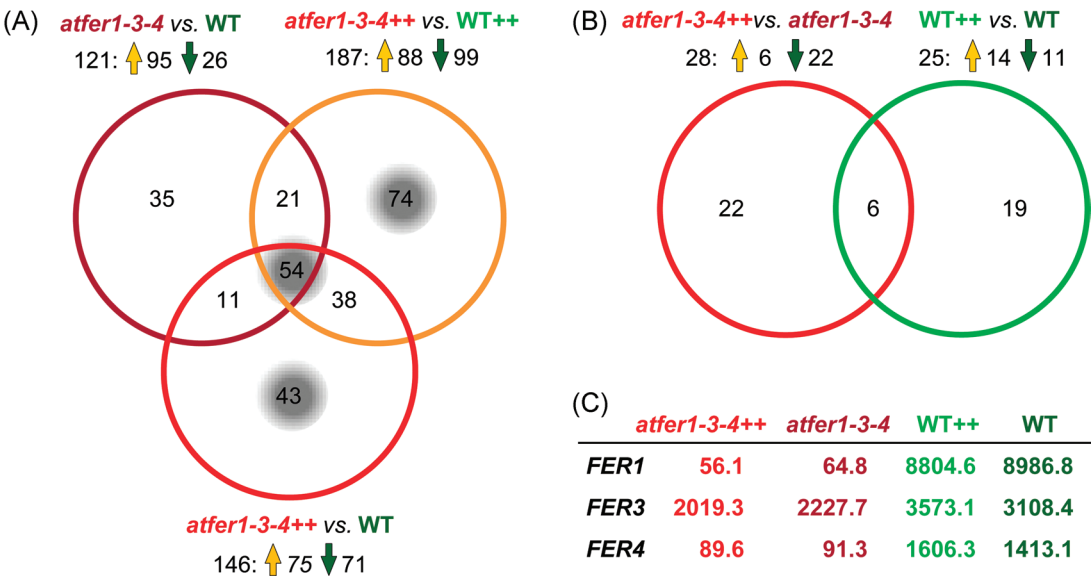 (A)
atfer1-3-4 vs. WT
121: 95 26
atfer1-3-4++ vs. WT++
187: 88 99
35
21
74
54
11
38
43
atfer1-3-4++ vs. WT
146: 75 71
(B)
atfer1-3-4++ vs. atfer1-3-4
28: 6 22
WT++ vs. WT
25: 14 11
22
6
19
(C)
atfer1-3-4++ atfer1-3-4 WT++ WT
FER1 56.1 64.8 8804.6 8986.8
FER3 2019.3 2227.7 3573.1 3108.4
FER4 89.6 91.3 1606.3 1413.1